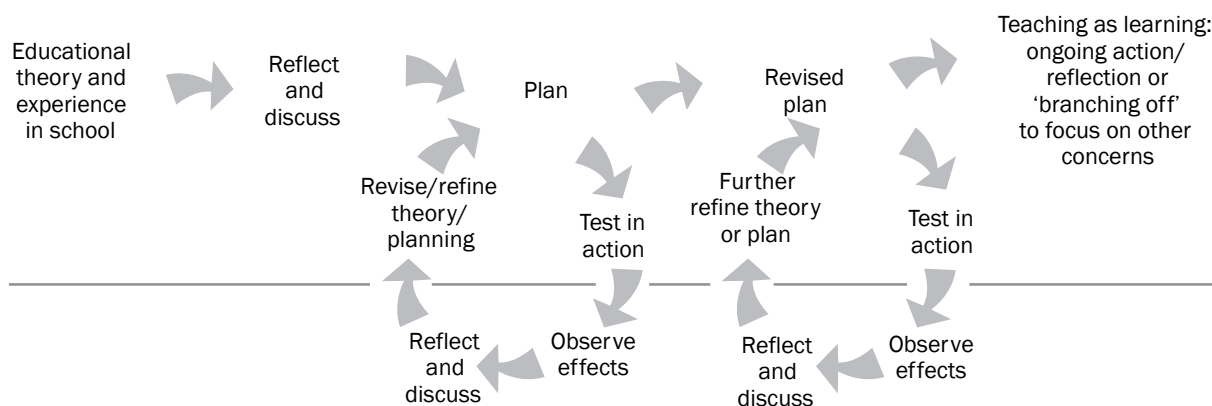 Educational
theory and
experience
in school
Reflect
and
discuss
Plan
Revised
plan
Teaching as learning:
ongoing action/
reflection or
‘branching off’
to focus on other
concerns
Revise/refine
theory/
planning
Test in
action
Further
refine theory
or plan
Test in
action
Reflect
and
discuss
Observe
effects
Reflect
and
discuss
Observe
effects